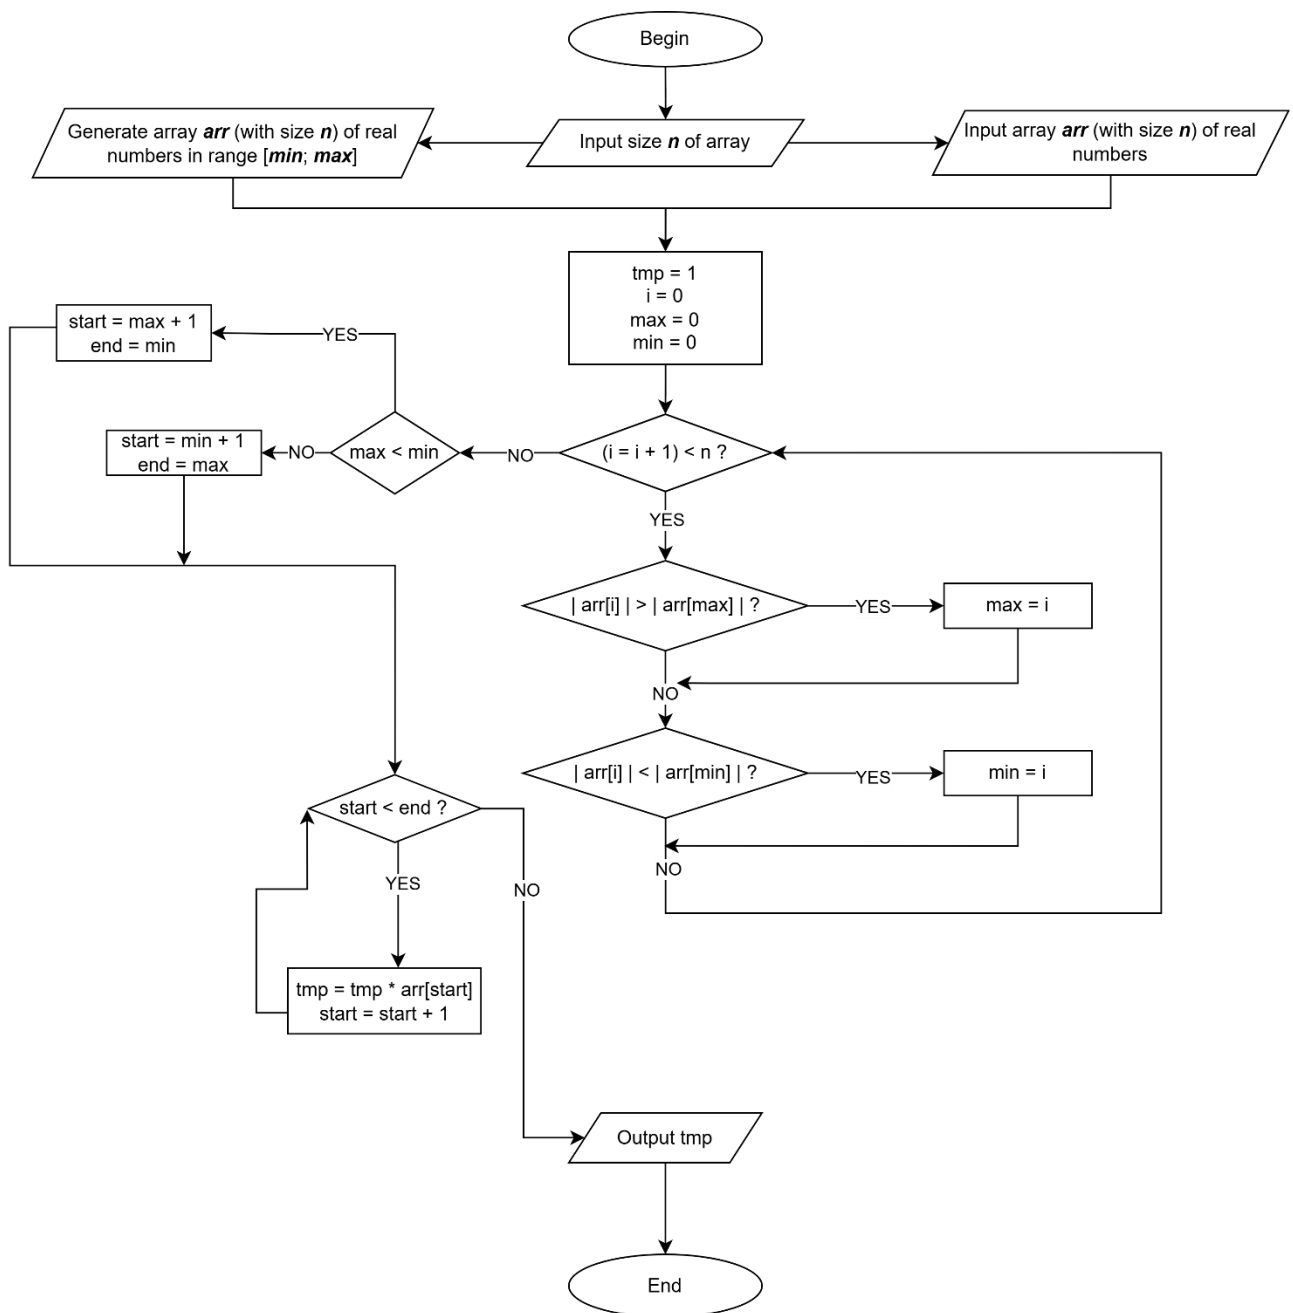 Begin
Generate array arr (with size n) of real
numbers in range [min; max]
Input size n of array
Input array arr (with size n) of real
numbers
tmp = 1
i = 0
max = 0
min = 0
start = max + 1
end = min
YES
start = min + 1
end = max
NO
max < min
NO
(i = i + 1) < n ?
YES
| arr[i] | > | arr[max] | ?
YES
max = i
NO
| arr[i] | < | arr[min] | ?
YES
min = i
NO
start < end ?
YES
NO
tmp = tmp * arr[start]
start = start + 1
Output tmp
End